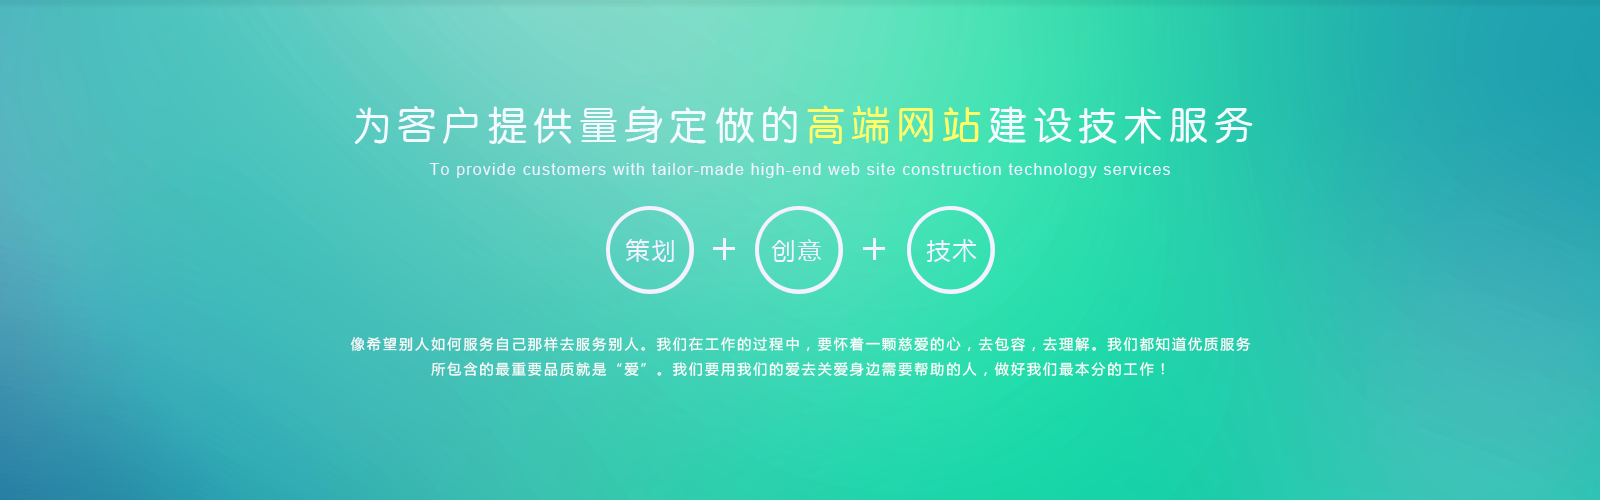 为客户提供量身定做的高端网站建设技术服务
To provide customers with tailor-made high-end web site construction technology services
策划 + 创意 + 技术
像希望别人如何服务自己那样去服务别人。我们在工作的过程中，要怀着一颗慈爱的心，去包容，去理解。我们都知道优质服务
所包含的最重要品质就是“爱”。我们要用我们的爱去关爱身边需要帮助的人，做好我们最本分的工作！